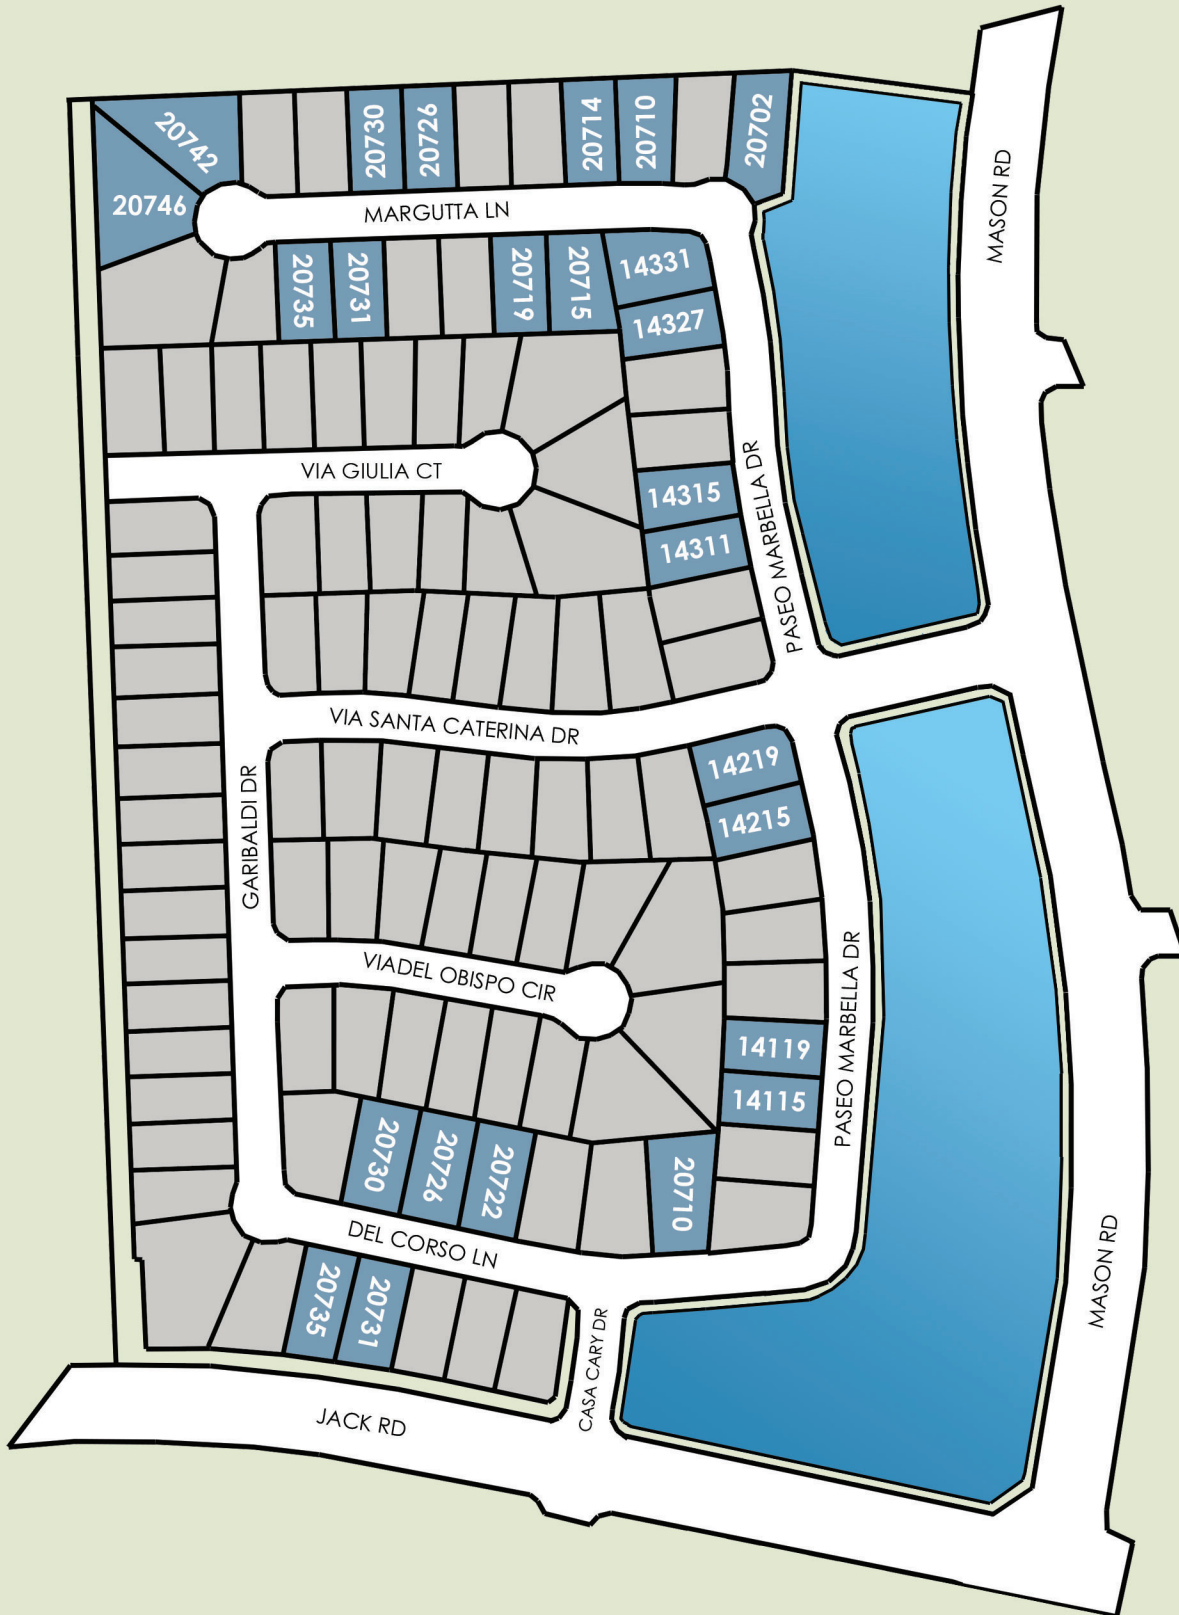 20742
20746
20730
20726
20714
20710
20702
MASON RD
MARGUTTA LN
20735
20731
20719
20715
14331
14327
VIA GIULIA CT
14315
14311
PASEO MARBELLA DR
VIA SANTA CATERINA DR
14219
14215
GARIBALDI DR
VIADEL OBISPO CIR
PASEO MARBELLA DR
14119
14115
20730
20726
20722
20710
DEL CORSO LN
20735
20731
CASA CARY DR
MASON RD
JACK RD